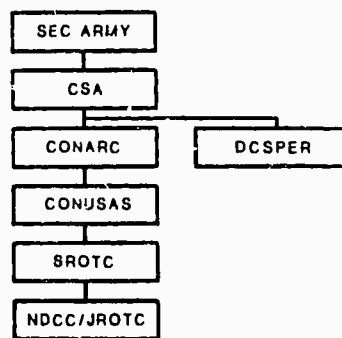 SEC ARMY
CSA
CONARC
DCSPER
CONUSAS
SROTC
NDCC/JROTC